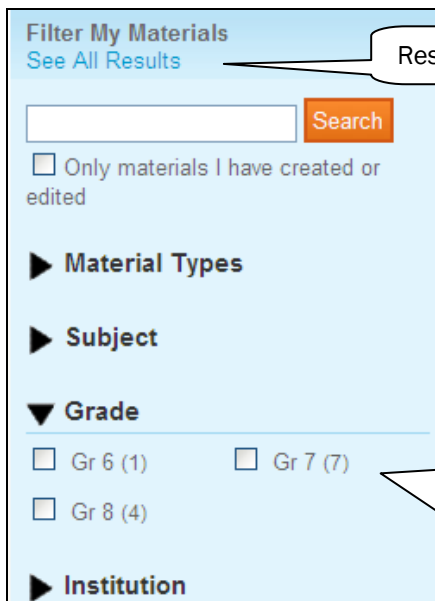 Filter My Materials
See All Results
Res
Search
Only materials I have created or
edited
Material Types
Subject
Grade
Gr 6 (1) Gr 7 (7)
Gr 8 (4)
Institution